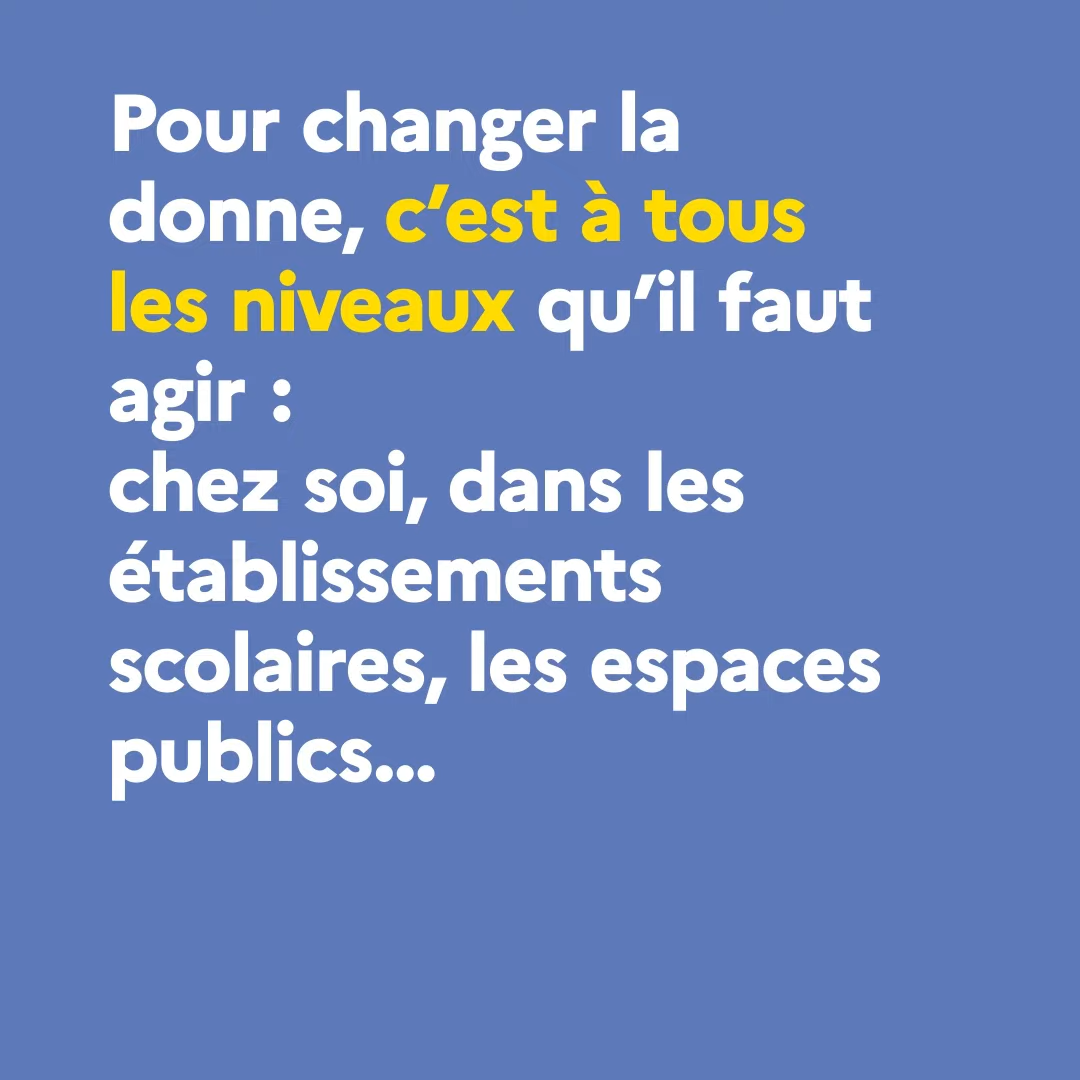 Pour changer la
donne, c’est à tous
les niveaux qu’il faut
agir :
chez soi, dans les
établissements
scolaires, les espaces
publics...